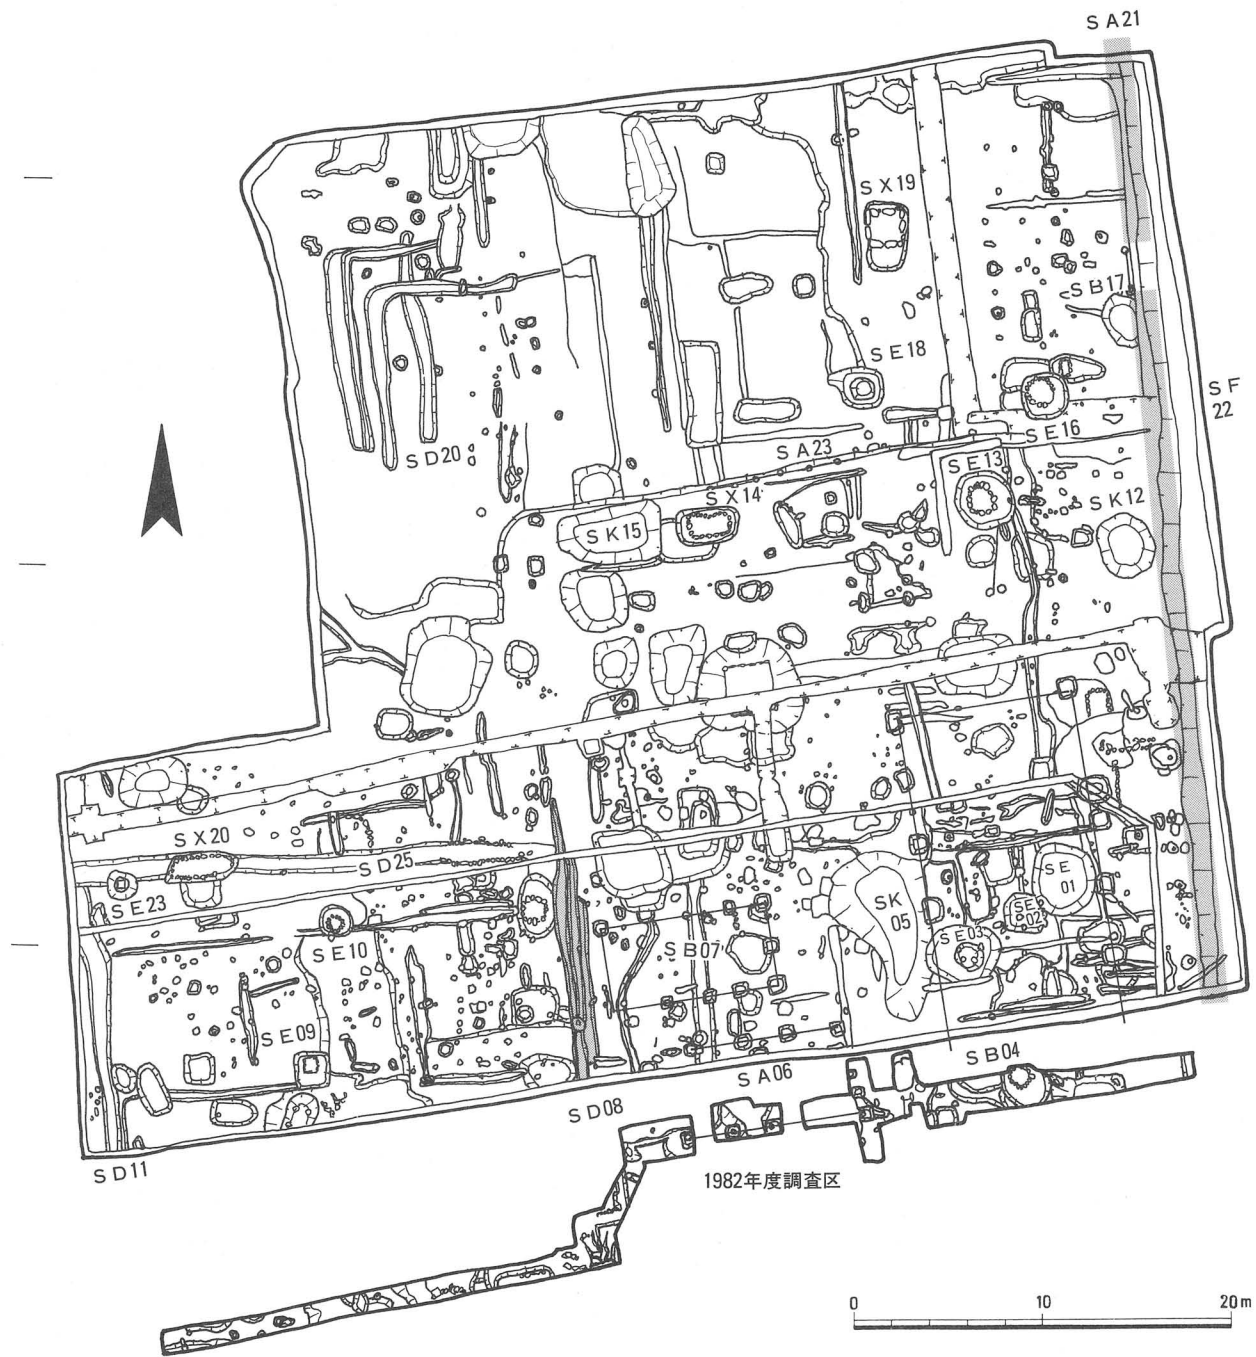 SA21
SX19
SB17
SE18
SF
22
SE16
SA23
SD20
SE13
SX14
SK12
SK15
SX20
SD25
SE
01
SK
05
SE
02
SE23
SE03
SE10
SB07
SE09
SB04
SA06
SD08
SD11
1982年度調査区
0 10 20m